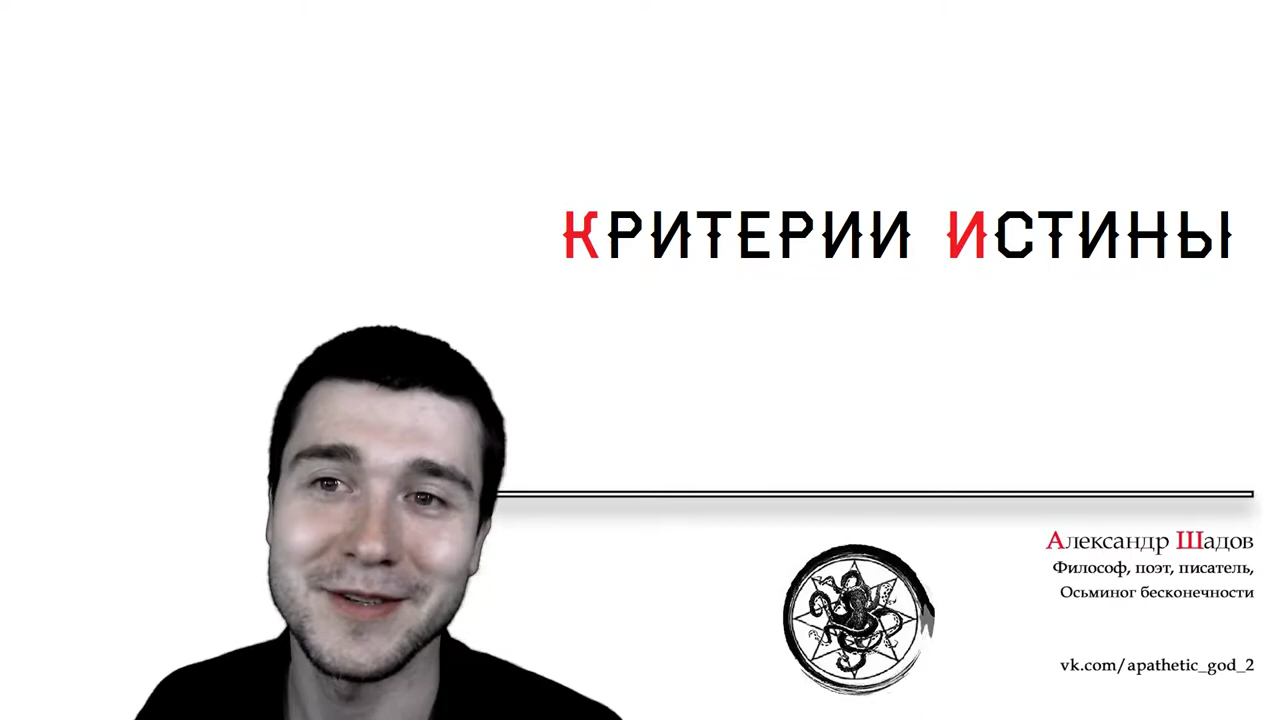 КРИТЕРИИ ИСТИНЫ
Александр Шадов
Философ, поэт, писатель,
Осьминог бесконечности
vk.com/apathetic_god_2